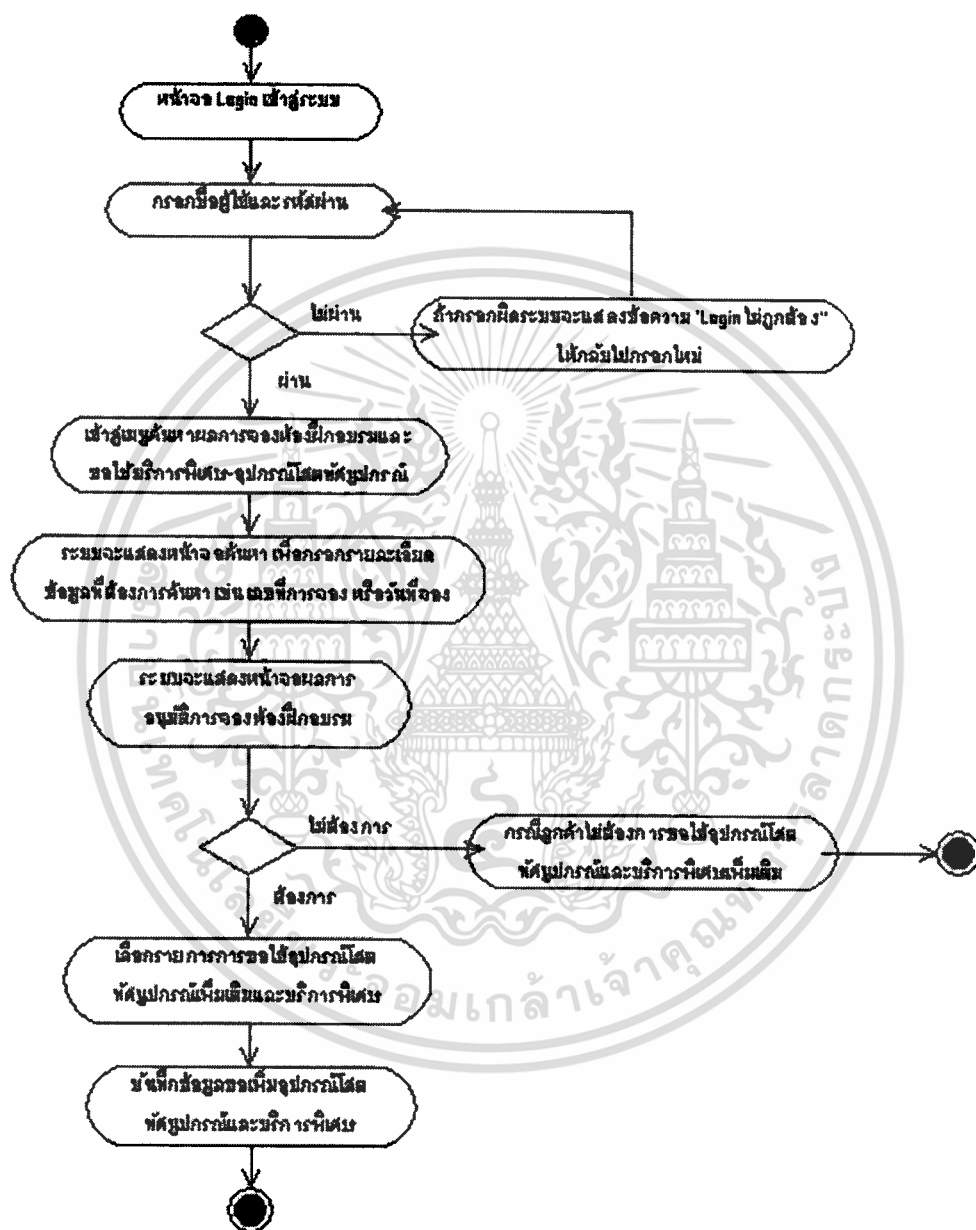 หน้าจอ Login เข้าสู่ระบบ
กรอกชื่อผู้ใช้และรหัสผ่าน
ไม่ผ่าน
ถ้ากรอกผิดระบบจะแสดงข้อความ "Login ไม่ถูกต้อง"
ให้กลับไปกรอกใหม่
ผ่าน
เข้าสู่เมนูค้นหาผลการจองห้องฝึกอบรมและ
ขอใช้บริการพิเศษ-อุปกรณ์โสตทัศนูปกรณ์
ระบบจะแสดงหน้าจอค้นหา เพื่อกรอกรายละเอียด
ข้อมูลที่ต้องการค้นหา เช่น เลขที่การจอง หรือวันที่จอง
ระบบจะแสดงหน้าจอผลการ
อนุมัติการจองห้องฝึกอบรม
ไม่ต้องการ
กรณีลูกค้าไม่ต้องการขอใช้อุปกรณ์โสต
ทัศนูปกรณ์และบริการพิเศษเพิ่มเติม
ต้องการ
เลือกรายการการขอใช้อุปกรณ์โสต
ทัศนูปกรณ์เพิ่มเติมและบริการพิเศษ
บันทึกข้อมูลขอเพิ่มอุปกรณ์โสต
ทัศนูปกรณ์และบริการพิเศษ